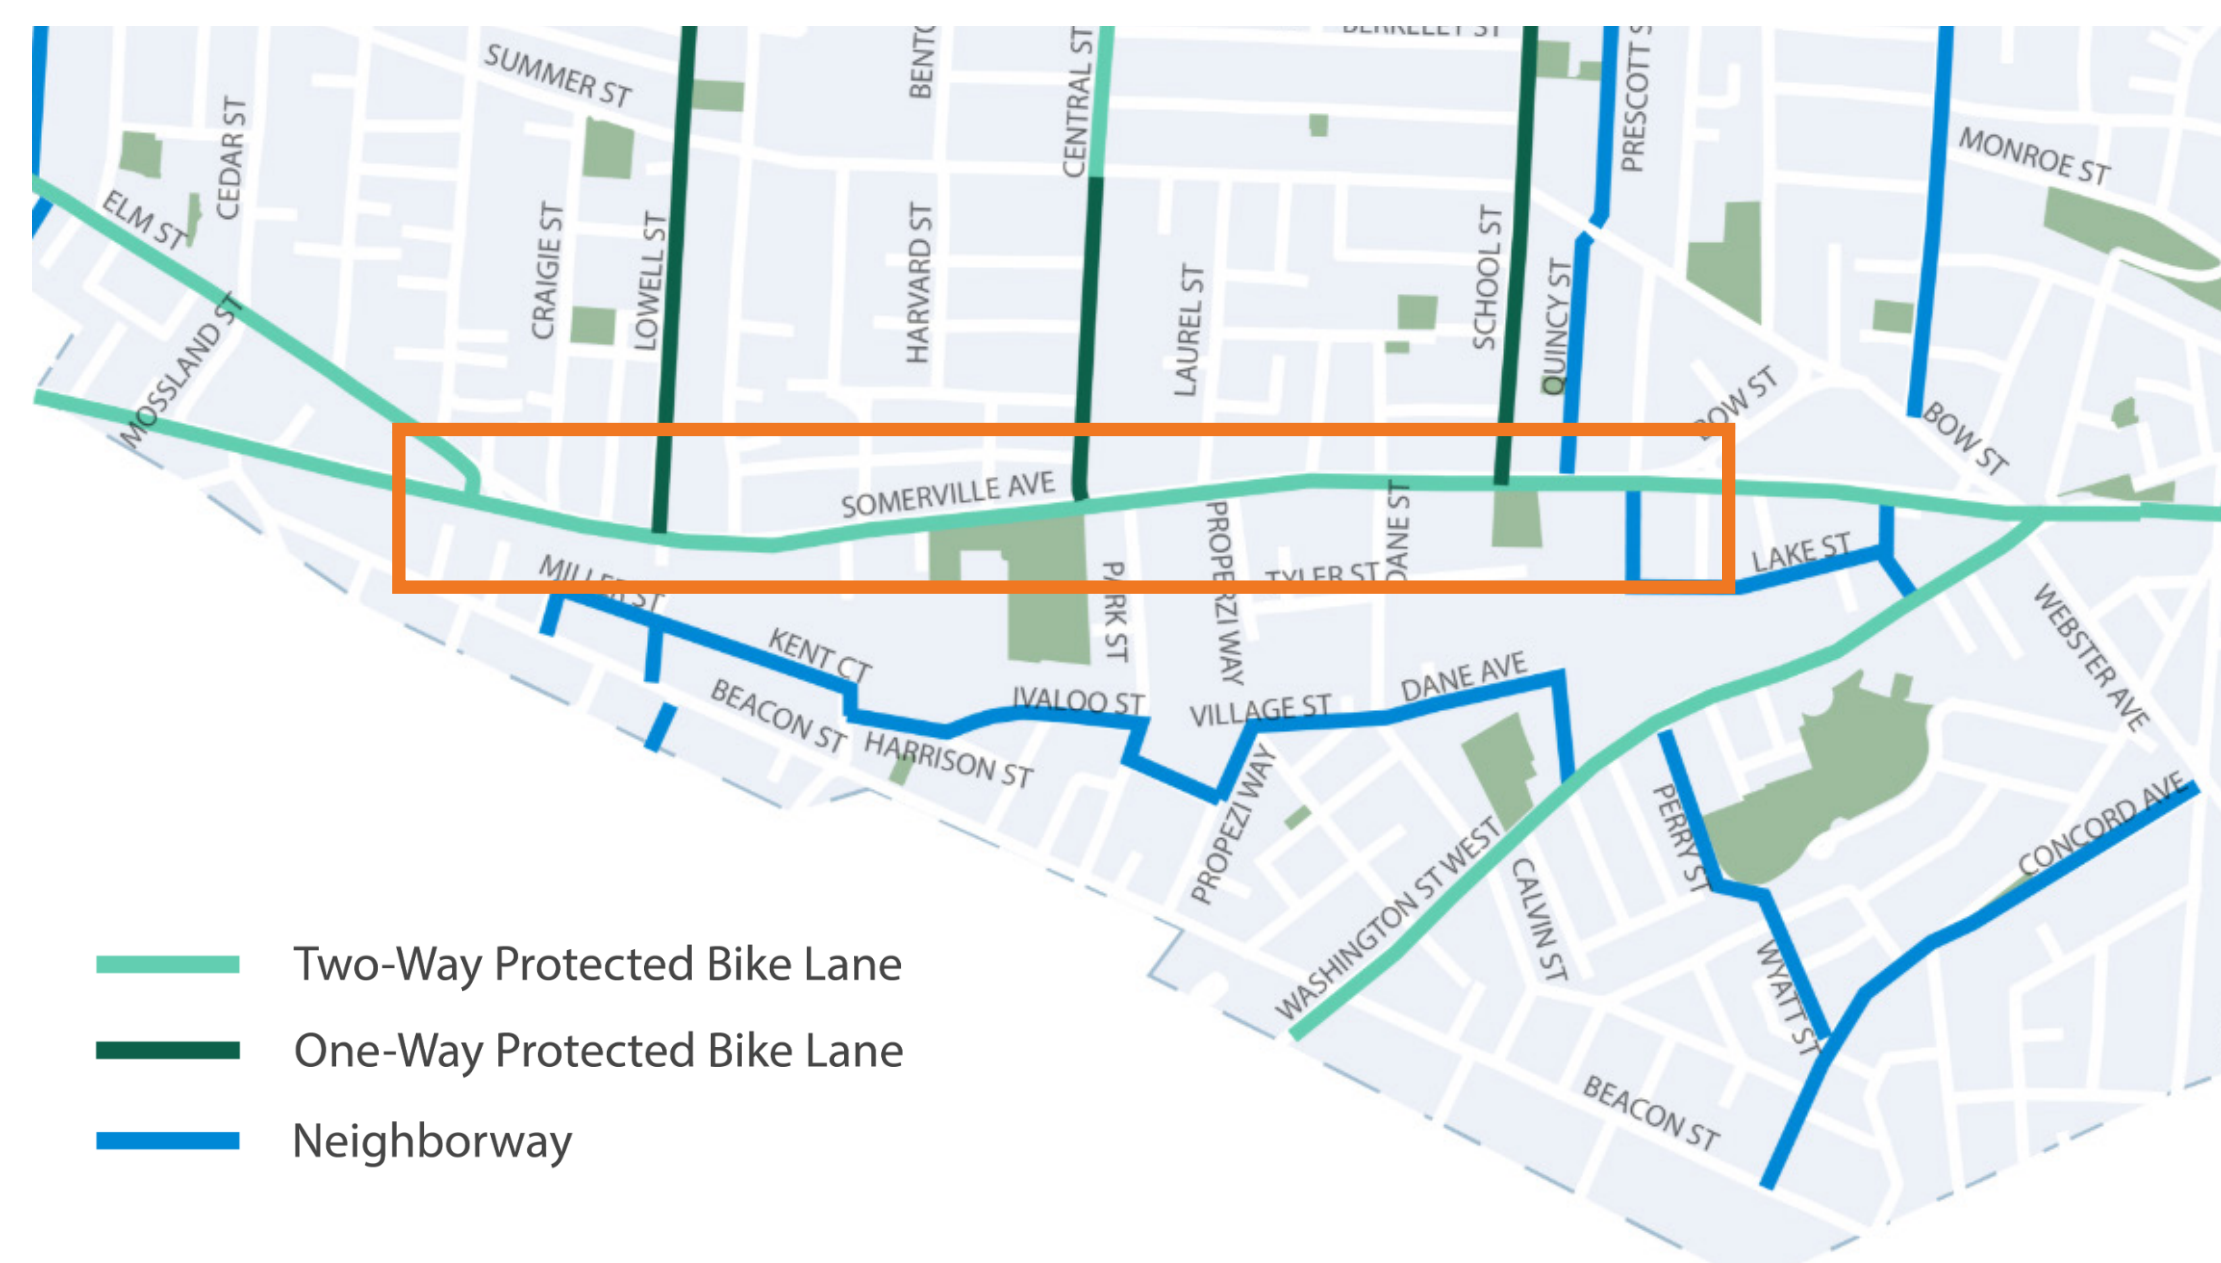 SUMMER ST
CEDAR ST
ELM ST
MOSSLAND ST
CRAIGIE ST
LOWELL ST
HARVARD ST
CENTRAL ST
LAUREL ST
BERKELEY ST
SCHOOL ST
QUINCY ST
PRESCOTT
MONROE ST
BOW ST
BOW ST
SOMERVILLE AVE
DANE ST
TYLER ST
PROPERZI WAY
PARK ST
LAKE ST
WEBSTER AVE
MILLER ST
KENT CT
BEACON ST
HARRISON ST
IVALOO ST
VILLAGE ST
DANE AVE
PROPEZI WAY
WASHINGTON ST WEST
CALVIN ST
PERRY ST
WYATT ST
CONCORD AVE
BEACON ST
Two-Way Protected Bike Lane
One-Way Protected Bike Lane
Neighborway